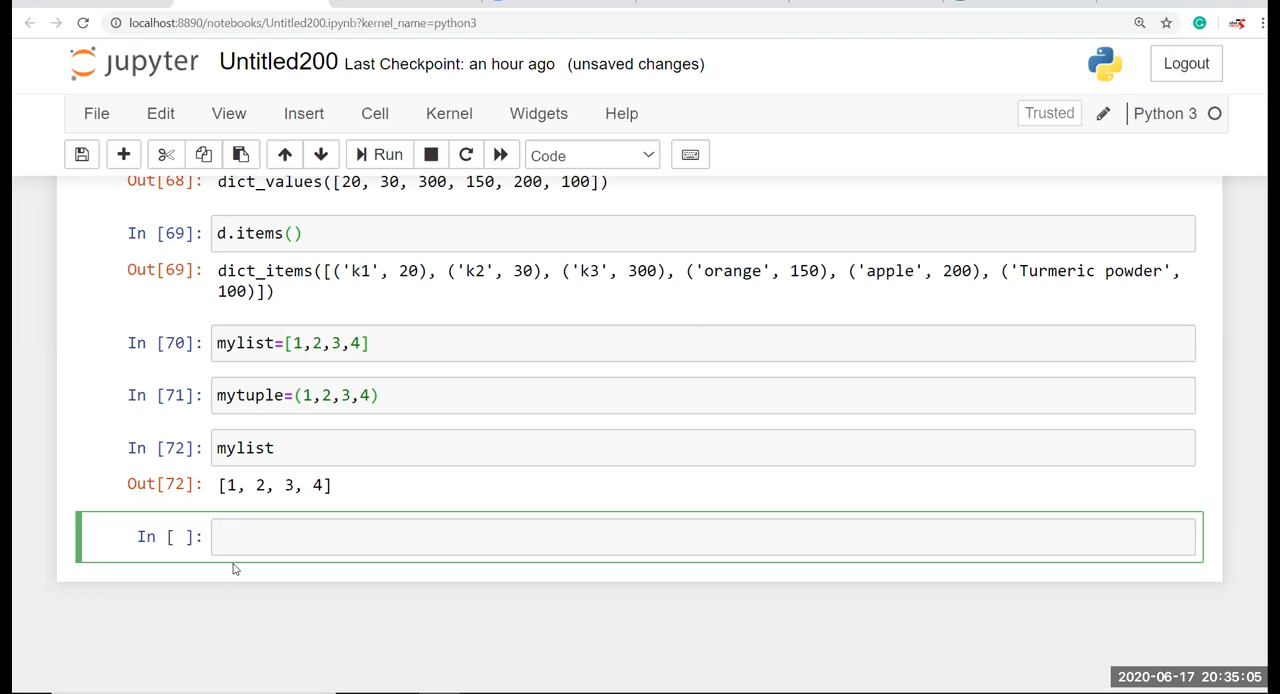 localhost:8890/notebooks/Untitled200.ipynb?kernel_name=python3
jupyter Untitled200 Last Checkpoint: an hour ago (unsaved changes) Logout
File Edit View Insert Cell Kernel Widgets Help Trusted Python 3
Run Code
Out[68]: dict_values([20, 30, 300, 150, 200, 100])
In [69]: d.items()
Out[69]: dict_items([('k1', 20), ('k2', 30), ('k3', 300), ('orange', 150), ('apple', 200), ('Turmeric powder',
100)])
In [70]: mylist=[1,2,3,4]
In [71]: mytuple=(1,2,3,4)
In [72]: mylist
Out[72]: [1, 2, 3, 4]
In [ ]:
2020-06-17 20:35:05